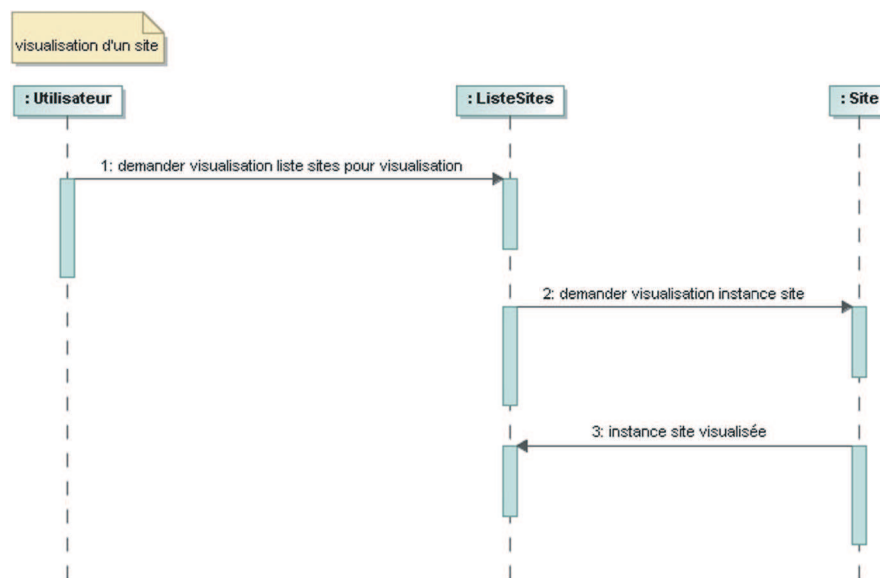 visualisation d'un site
: Utilisateur
: ListeSites
: Site
1: demander visualisation liste sites pour visualisation
2: demander visualisation instance site
3: instance site visualisée